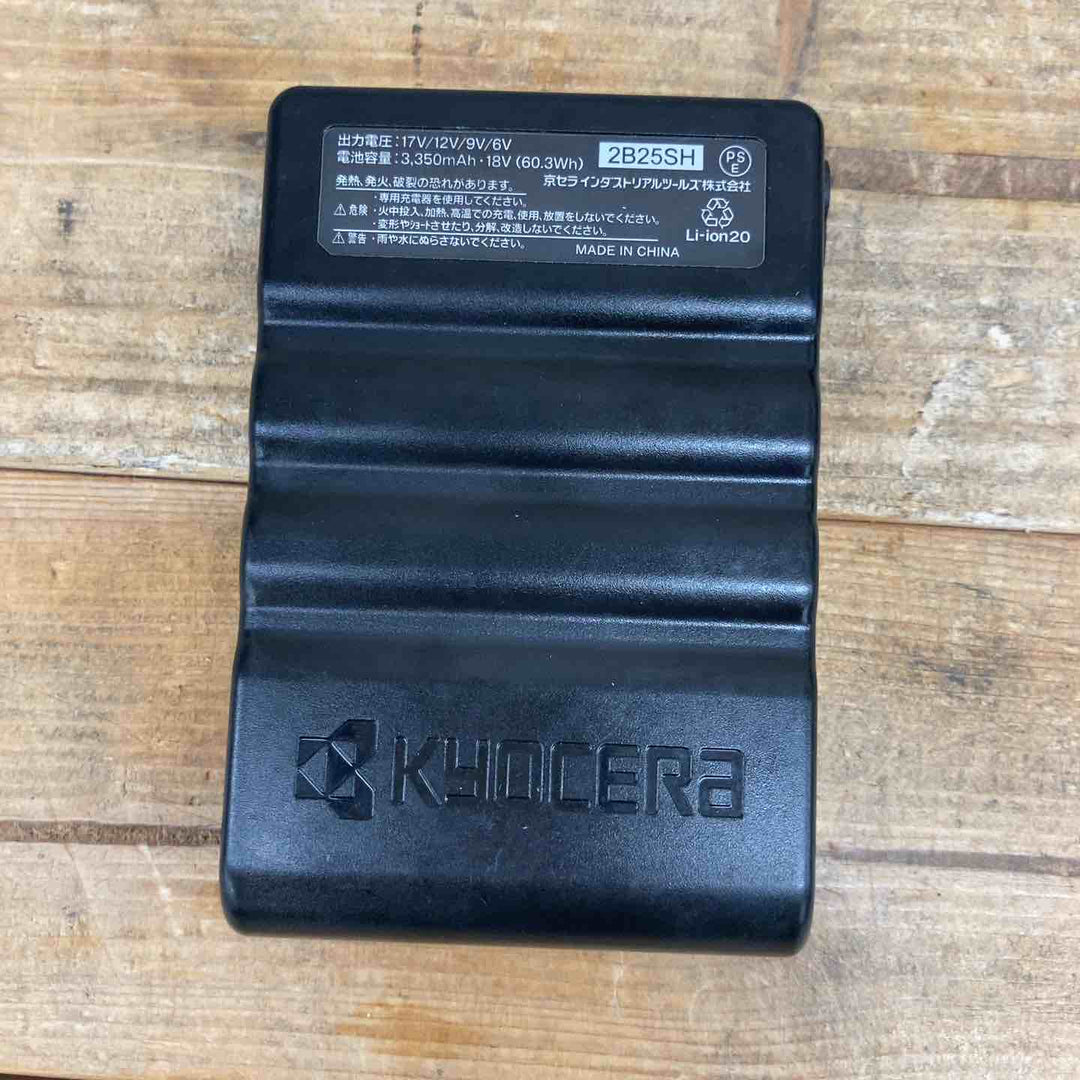 出力電圧:17V/12V/9V/6V
電池容量:3,350mAh・18V (60.3Wh)
2B25SH
PSE
京セラインダストリアルツールズ株式会社
発熱、発火、破裂の恐れがあります。
⚠危険
・専用充電器を使用してください。
・火中投入、加熱、高温での充電、使用、放置をしないでください。
・変形やショートさせたり、分解、改造しないでください。
⚠警告 ・雨や水にぬらさないでください。
Li-ion20
MADE IN CHINA
KYOCERA